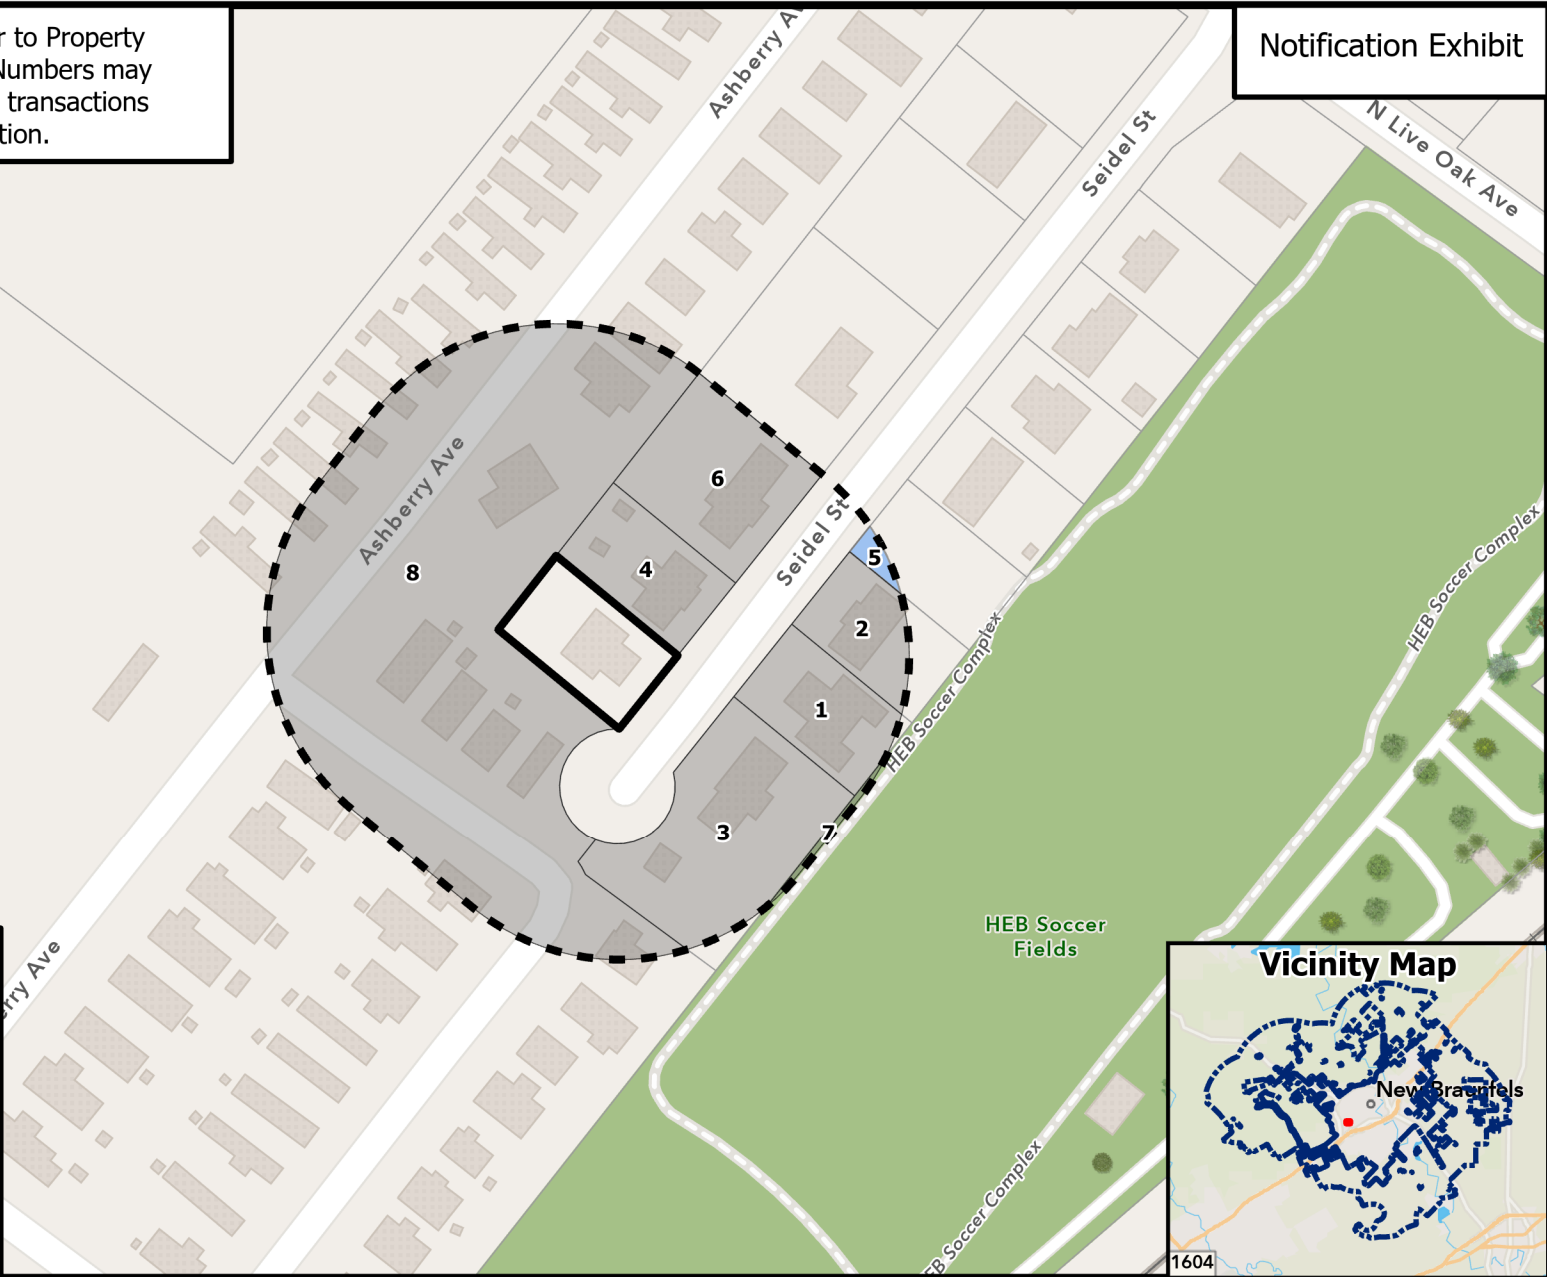 to Property
Numbers may
transactions
Notification Exhibit
Ashberry Av
Seidel St
N Live Oak Ave
Ashberry Ave
Seidel St
6
4
5
8
2
1
3
7
HEB Soccer Complex
HEB Soccer Complex
HEB Soccer
Fields
Ave
HEB Soccer Complex
Vicinity Map
New Braunfels
1604